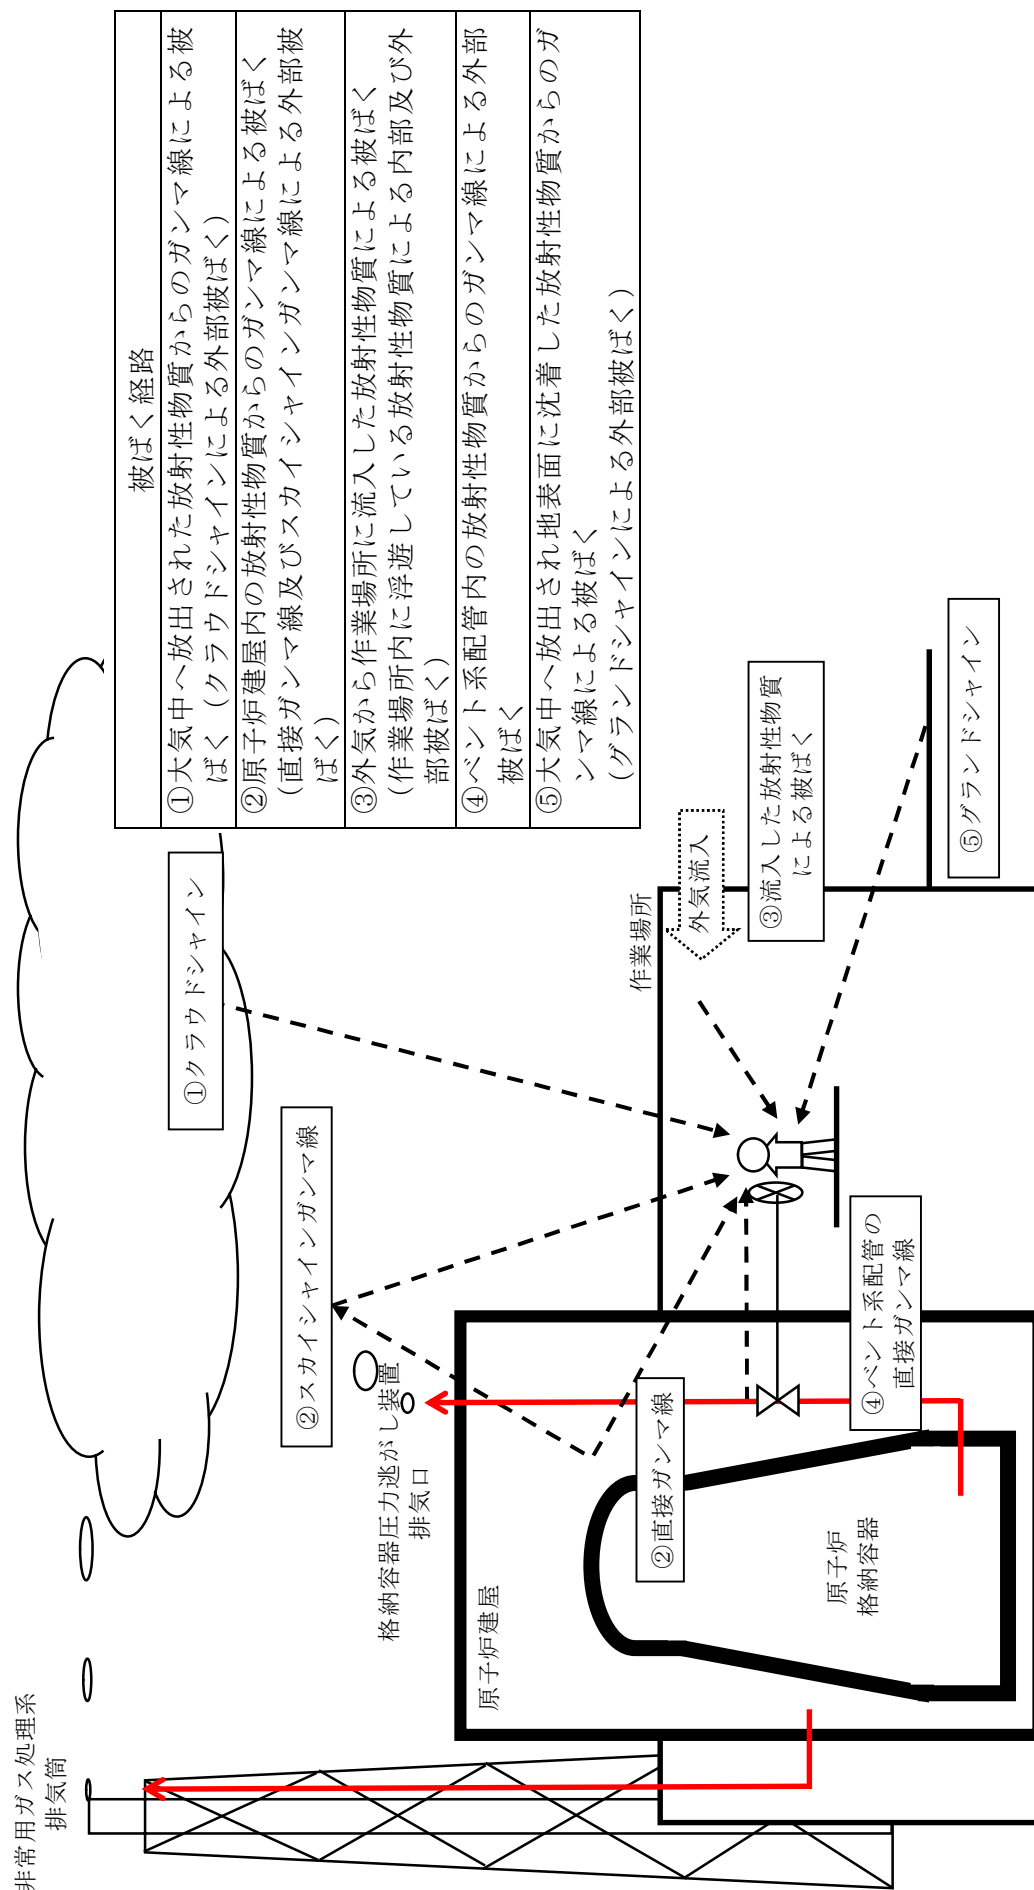 被ばく経路
①大気中へ放出された放射性物質からのガンマ線による被
ばく（クラウドシャインによる外部被ばく）
②原子炉建屋内の放射性物質からのガンマ線による被ばく
(直接ガンマ線及びスカイシャインガンマ線による外部被
ばく)
③外気から作業場所に流入した放射性物質による被ばく
(作業場所内に浮遊している放射性物質による内部及び外
部被ばく)
④ベント系配管内の放射性物質からのガンマ線による外部
被ばく
⑤大気中へ放出され地表面に沈着した放射性物質からのガ
ンマ線による被ばく
(グランドシャインによる外部被ばく)
非常用ガス処理系
排気筒
①クラウドシャイン
②スカイシャインガンマ線
格納容器圧力逃がし装置
排気口
原子炉建屋
②直接ガンマ線
原子炉
格納容器
④ベント系配管の
直接ガンマ線
作業場所
外気流入
③流入した放射性物質
による被ばく
⑤グランドシャイン